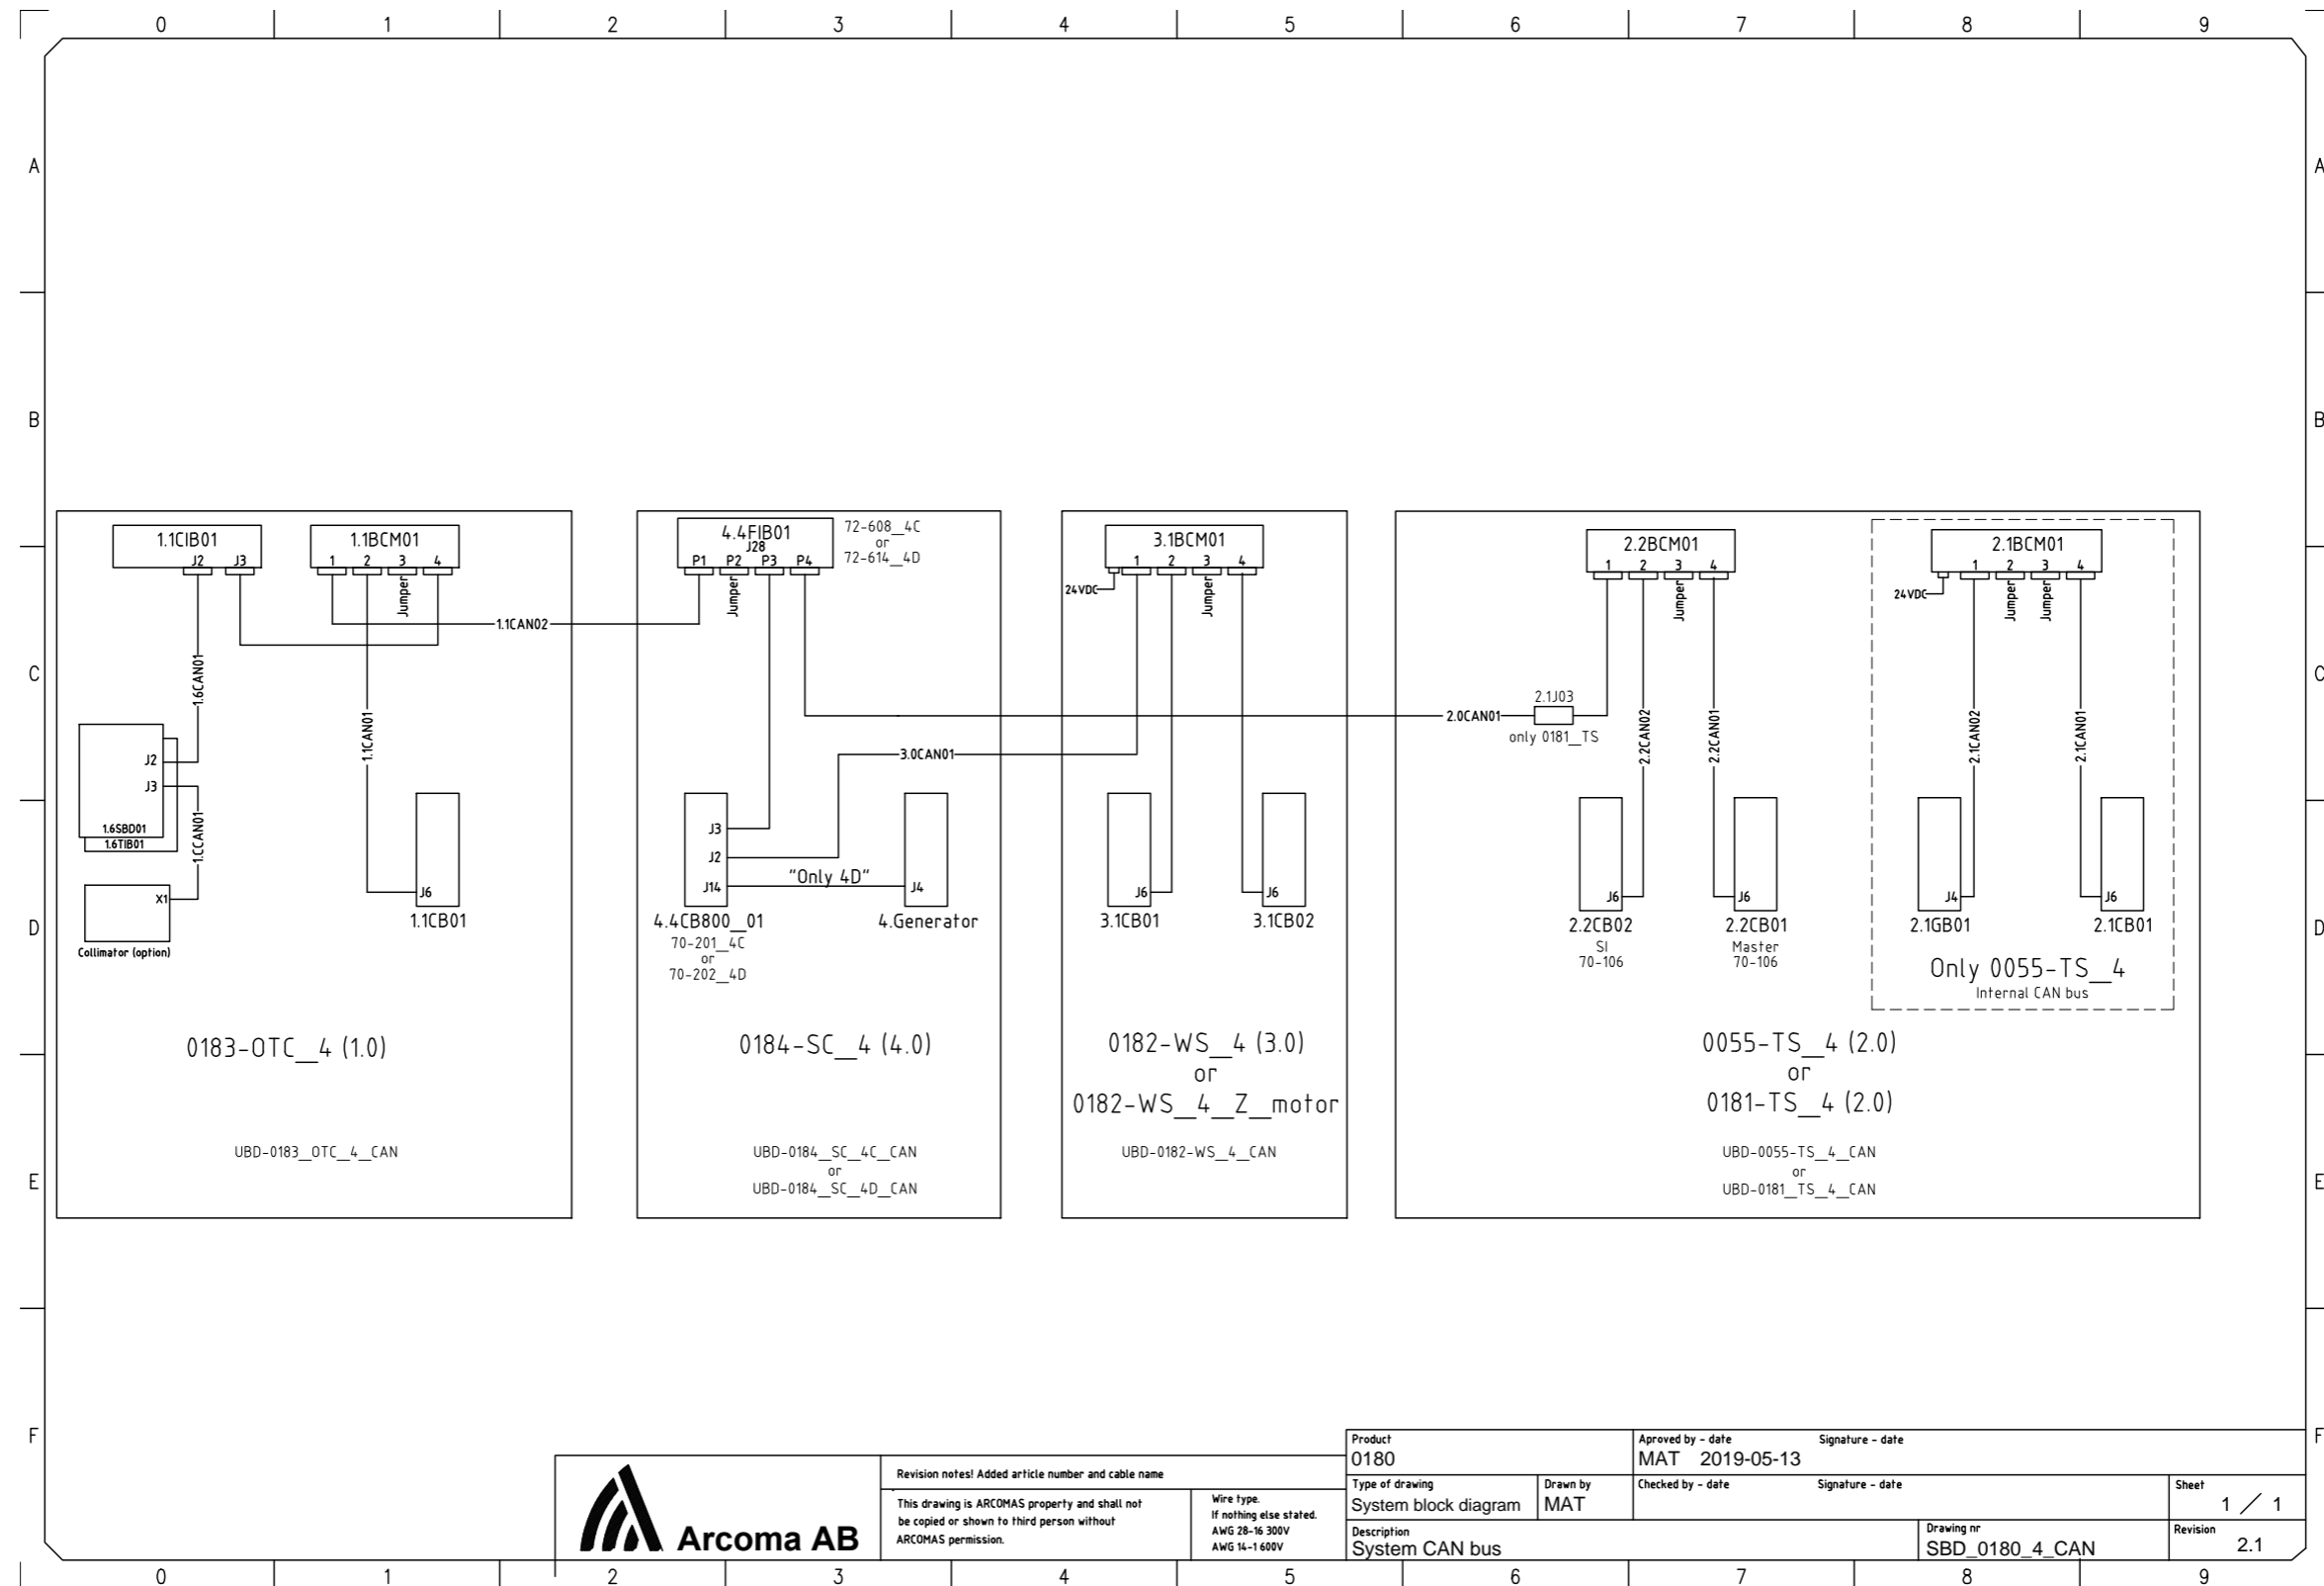 0 1 2 3 4 5 6 7 8 9
A A
B B
1.1CIB01
J2 J3
1.1BCM01
1 2 3 4
Jumper
4.4FIB01
J28
P1 P2 P3 P4
Jumper
72-608__4C
or
72-614__4D
3.1BCM01
1 2 3 4
24VDC
Jumper
2.2BCM01
1 2 3 4
Jumper
2.1BCM01
1 2 3 4
24VDC
Jumper
Jumper
1.1CAN02
C C
1.6CAN01
1.1CAN01
2.1J03
2.0CAN01
only 0181__TS
3.0CAN01
2.2CAN02
2.2CAN01
2.1CAN02
2.1CAN01
J2
J3
1.6SBD01
1.6TIB01
1.CCAN01
X1
Collimator (option)
J6
1.1CB01
J3
J2
J14
"Only 4D"
J4
4.4CB800__01
70-201__4C
or
70-202__4D
4.Generator
J6
3.1CB01
J6
3.1CB02
J6
2.2CB02
SI
70-106
J6
2.2CB01
Master
70-106
J4
2.1GB01
J6
2.1CB01
Only 0055-TS__4
Internal CAN bus
D D
0183-OTC__4 (1.0)
0184-SC__4 (4.0)
0182-WS__4 (3.0)
or
0182-WS__4__Z__motor
0055-TS__4 (2.0)
or
0181-TS__4 (2.0)
UBD-0183__OTC__4__CAN
UBD-0184__SC__4C__CAN
or
UBD-0184__SC__4D__CAN
UBD-0182-WS__4__CAN
UBD-0055-TS__4__CAN
or
UBD-0181__TS__4__CAN
E E
F F
Arcoma AB
Revision notes! Added article number and cable name
This drawing is ARCOMAS property and shall not
be copied or shown to third person without
ARCOMAS permission.
Wire type.
If nothing else stated.
AWG 28-16 300V
AWG 14-1 600V
Product
0180
Aproved by - date Signature - date
MAT 2019-05-13
Type of drawing
System block diagram
Drawn by
MAT
Checked by - date Signature - date
Sheet
1 / 1
Description
System CAN bus
Drawing nr
SBD_0180_4_CAN
Revision
2.1
0 1 2 3 4 5 6 7 8 9